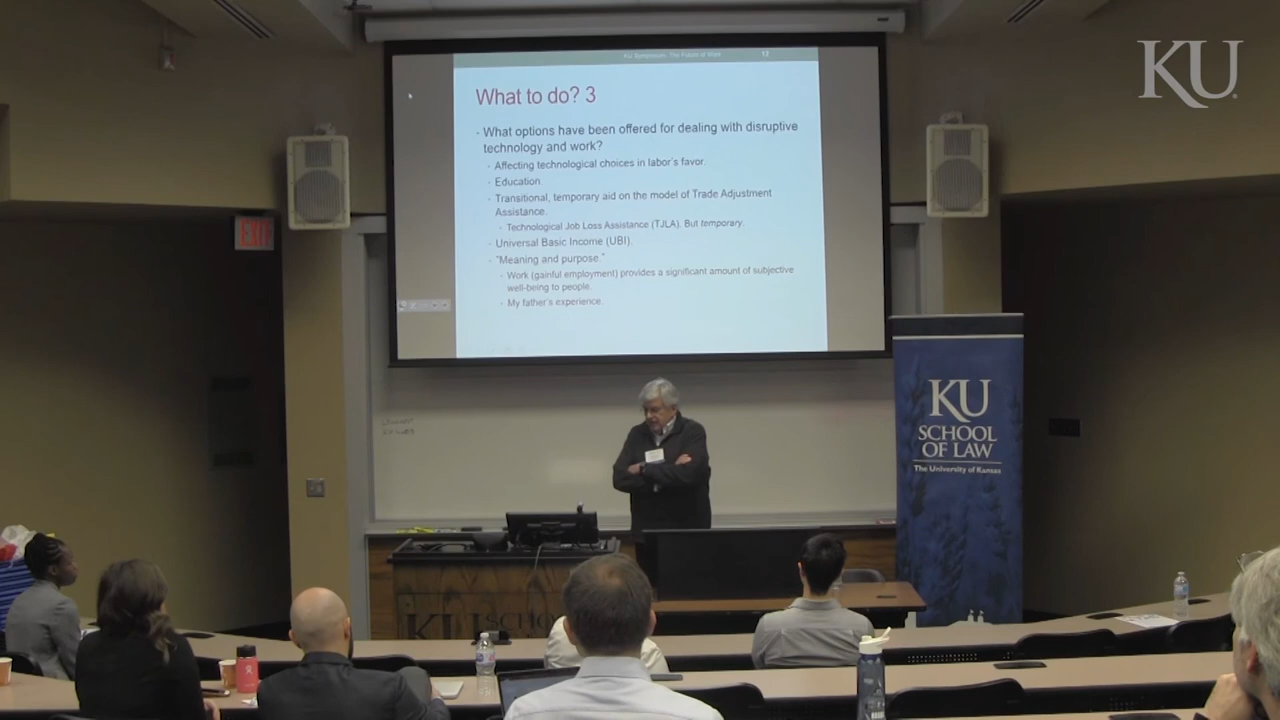 KU
KU Symposium: The Future of Work 13
What to do? 3
What options have been offered for dealing with disruptive
technology and work?
Affecting technological choices in labor's favor.
Education.
Transitional, temporary aid on the model of Trade Adjustment
Assistance.
Technological Job Loss Assistance (TJLA). But temporary.
Universal Basic Income (UBI).
"Meaning and purpose."
Work (gainful employment) provides a significant amount of subjective
well-being to people.
My father's experience.
EXIT
KU
SCHOOL
OF LAW
The University of Kansas
KU SCHO